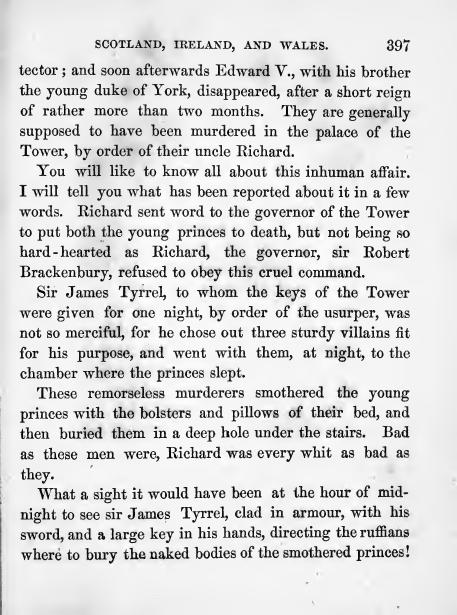 SCOTLAND, IRELAND, AND WALES. 397
tector ; and soon afterwards Edward V., with his brother
the young duke of York, disappeared, after a short reign
of rather more than two months. They are generally
supposed to have been murdered in the palace of the
Tower, by order of their uncle Richard.
You will like to know all about this inhuman affair.
I will tell you what has been reported about it in a few
words. Richard sent word to the governor of the Tower
to put both the young princes to death, but not being so
hard-hearted as Richard, the governor, sir Robert
Brackenbury, refused to obey this cruel command.
Sir James Tyrrel, to whom the keys of the Tower
were given for one night, by order of the usurper, was
not so merciful, for he chose out three sturdy villains fit
for his purpose, and went with them, at night, to the
chamber where the princes slept.
These remorseless murderers smothered the young
princes with the bolsters and pillows of their bed, and
then buried them in a deep hole under the stairs. Bad
as these men were, Richard was every whit as bad as
they.
What a sight it would have been at the hour of mid-
night to see sir James Tyrrel, clad in armour, with his
sword, and a large key in his hands, directing the ruffians
where to bury the naked bodies of the smothered princes!